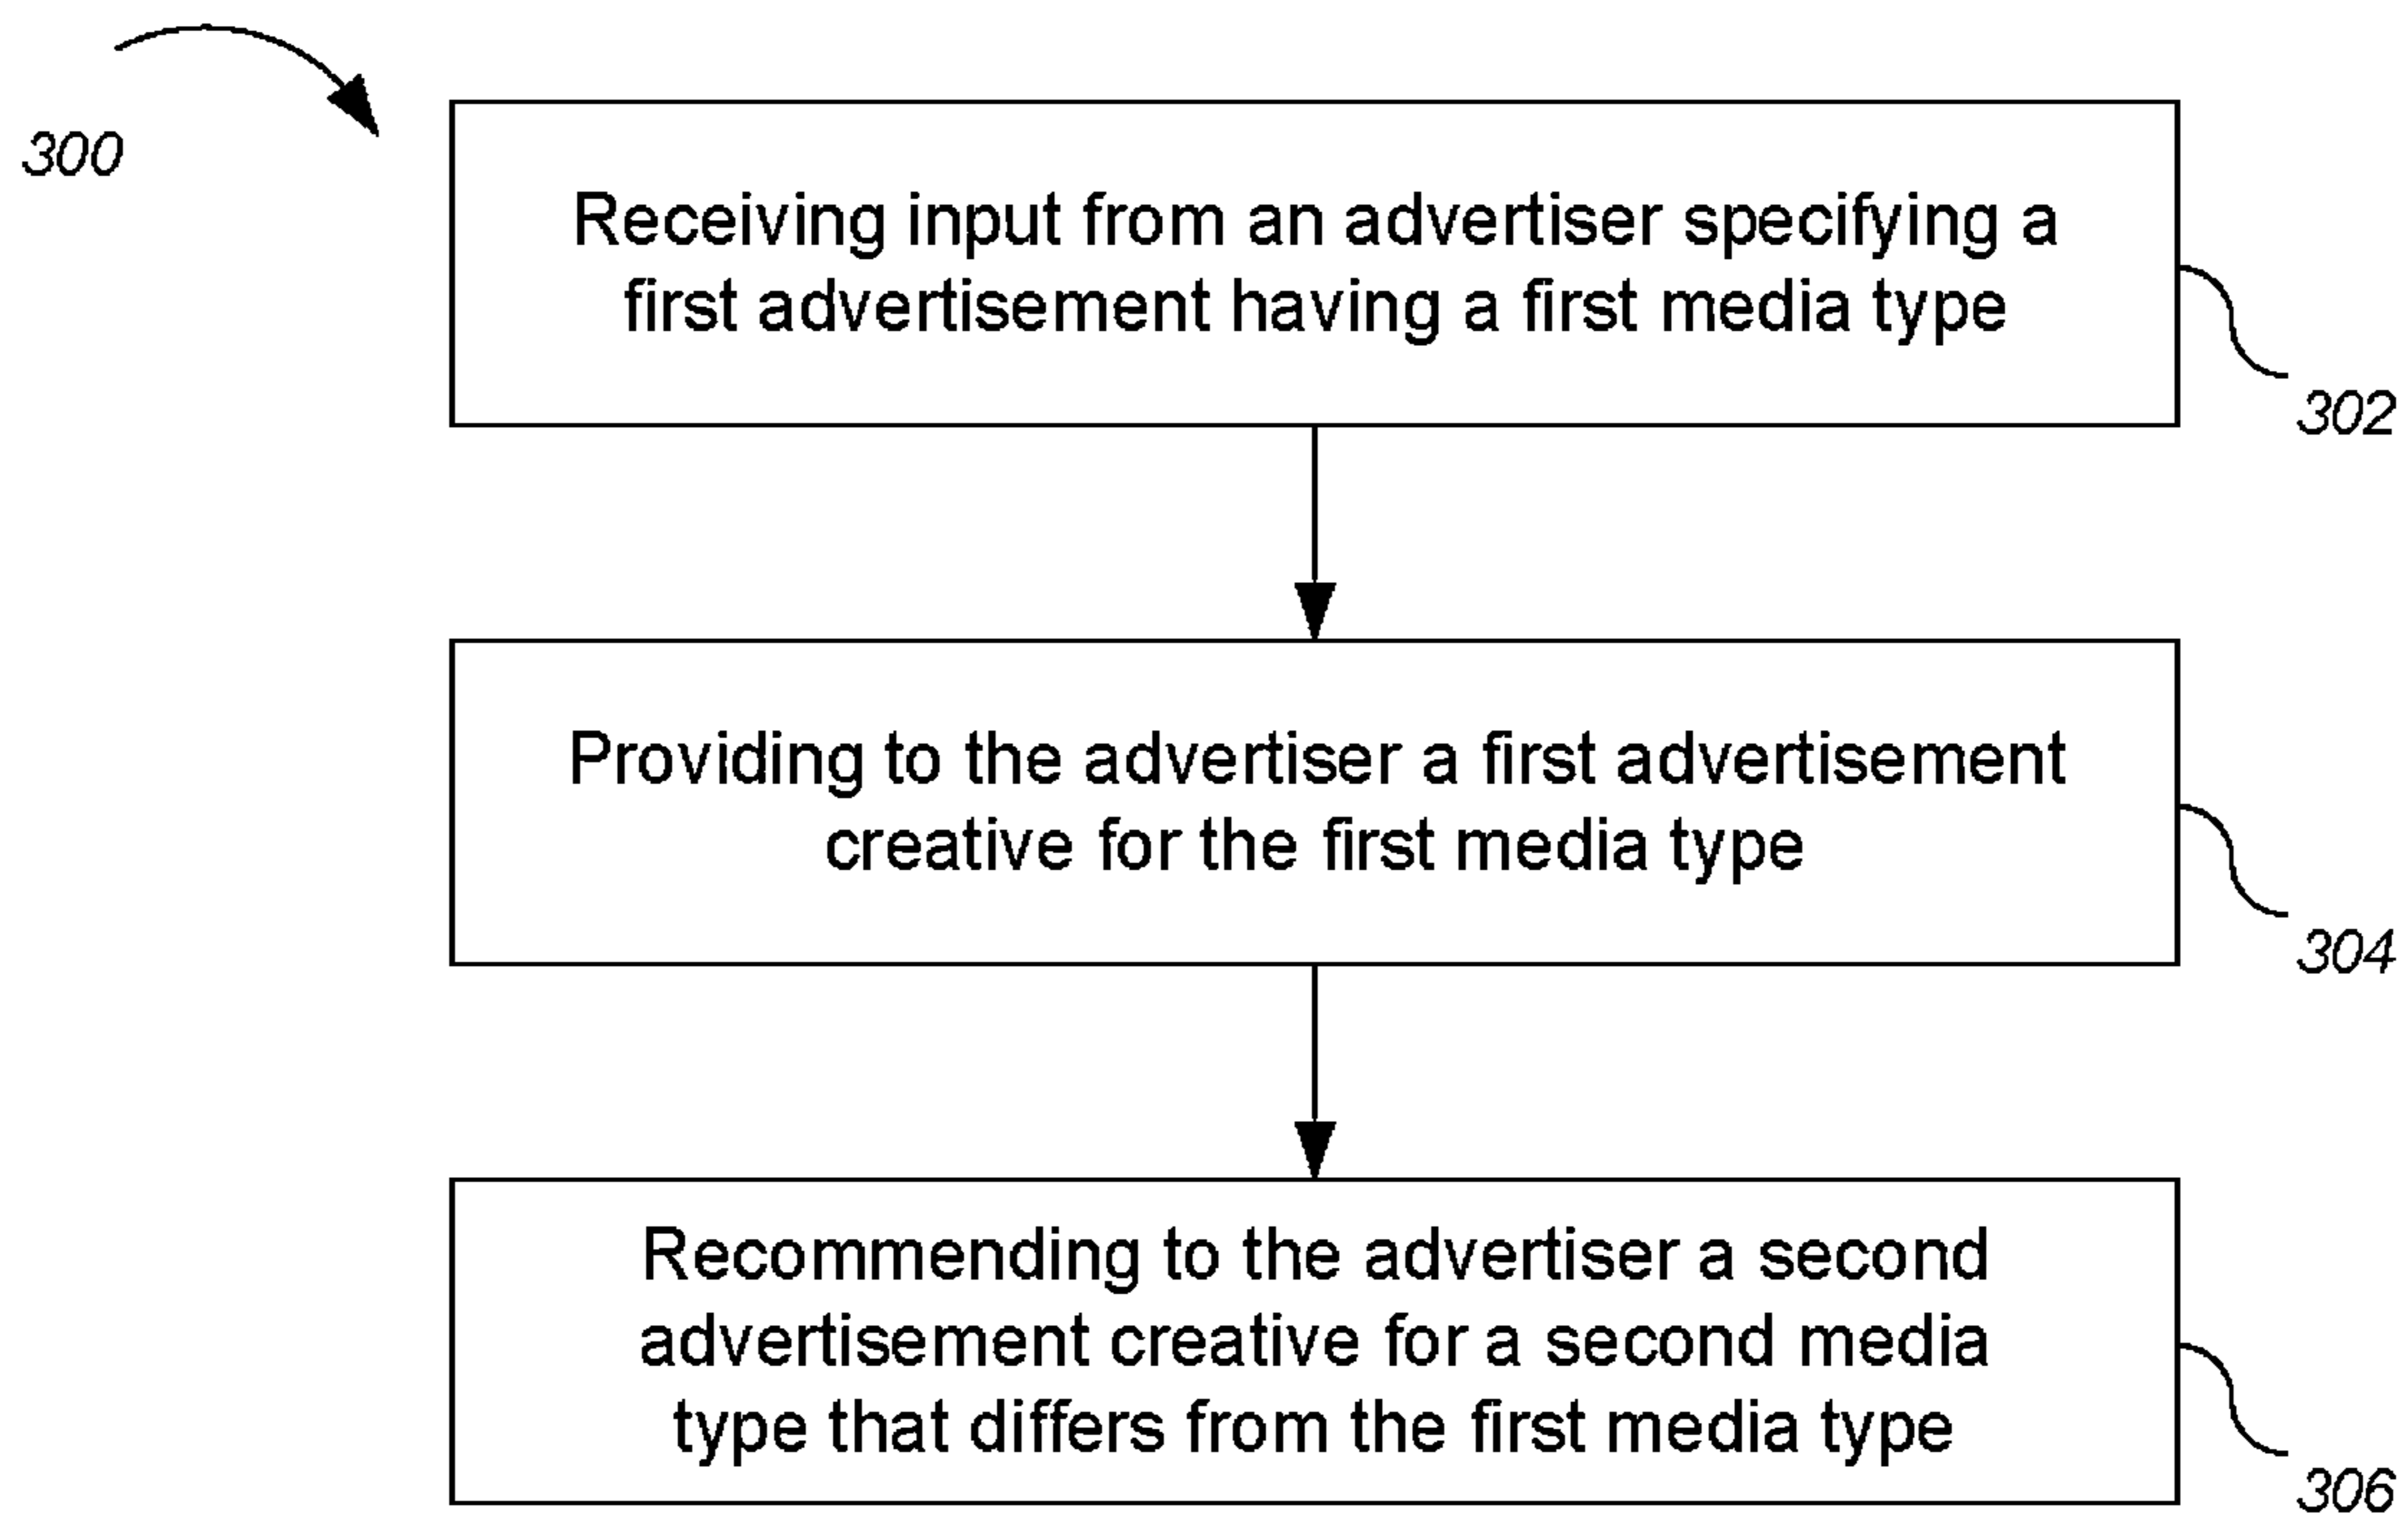 300
Receiving input from an advertiser specifying a
first advertisement having a first media type
302
Providing to the advertiser a first advertisement
creative for the first media type
304
Recommending to the advertiser a second
advertisement creative for a second media
type that differs from the first media type
306